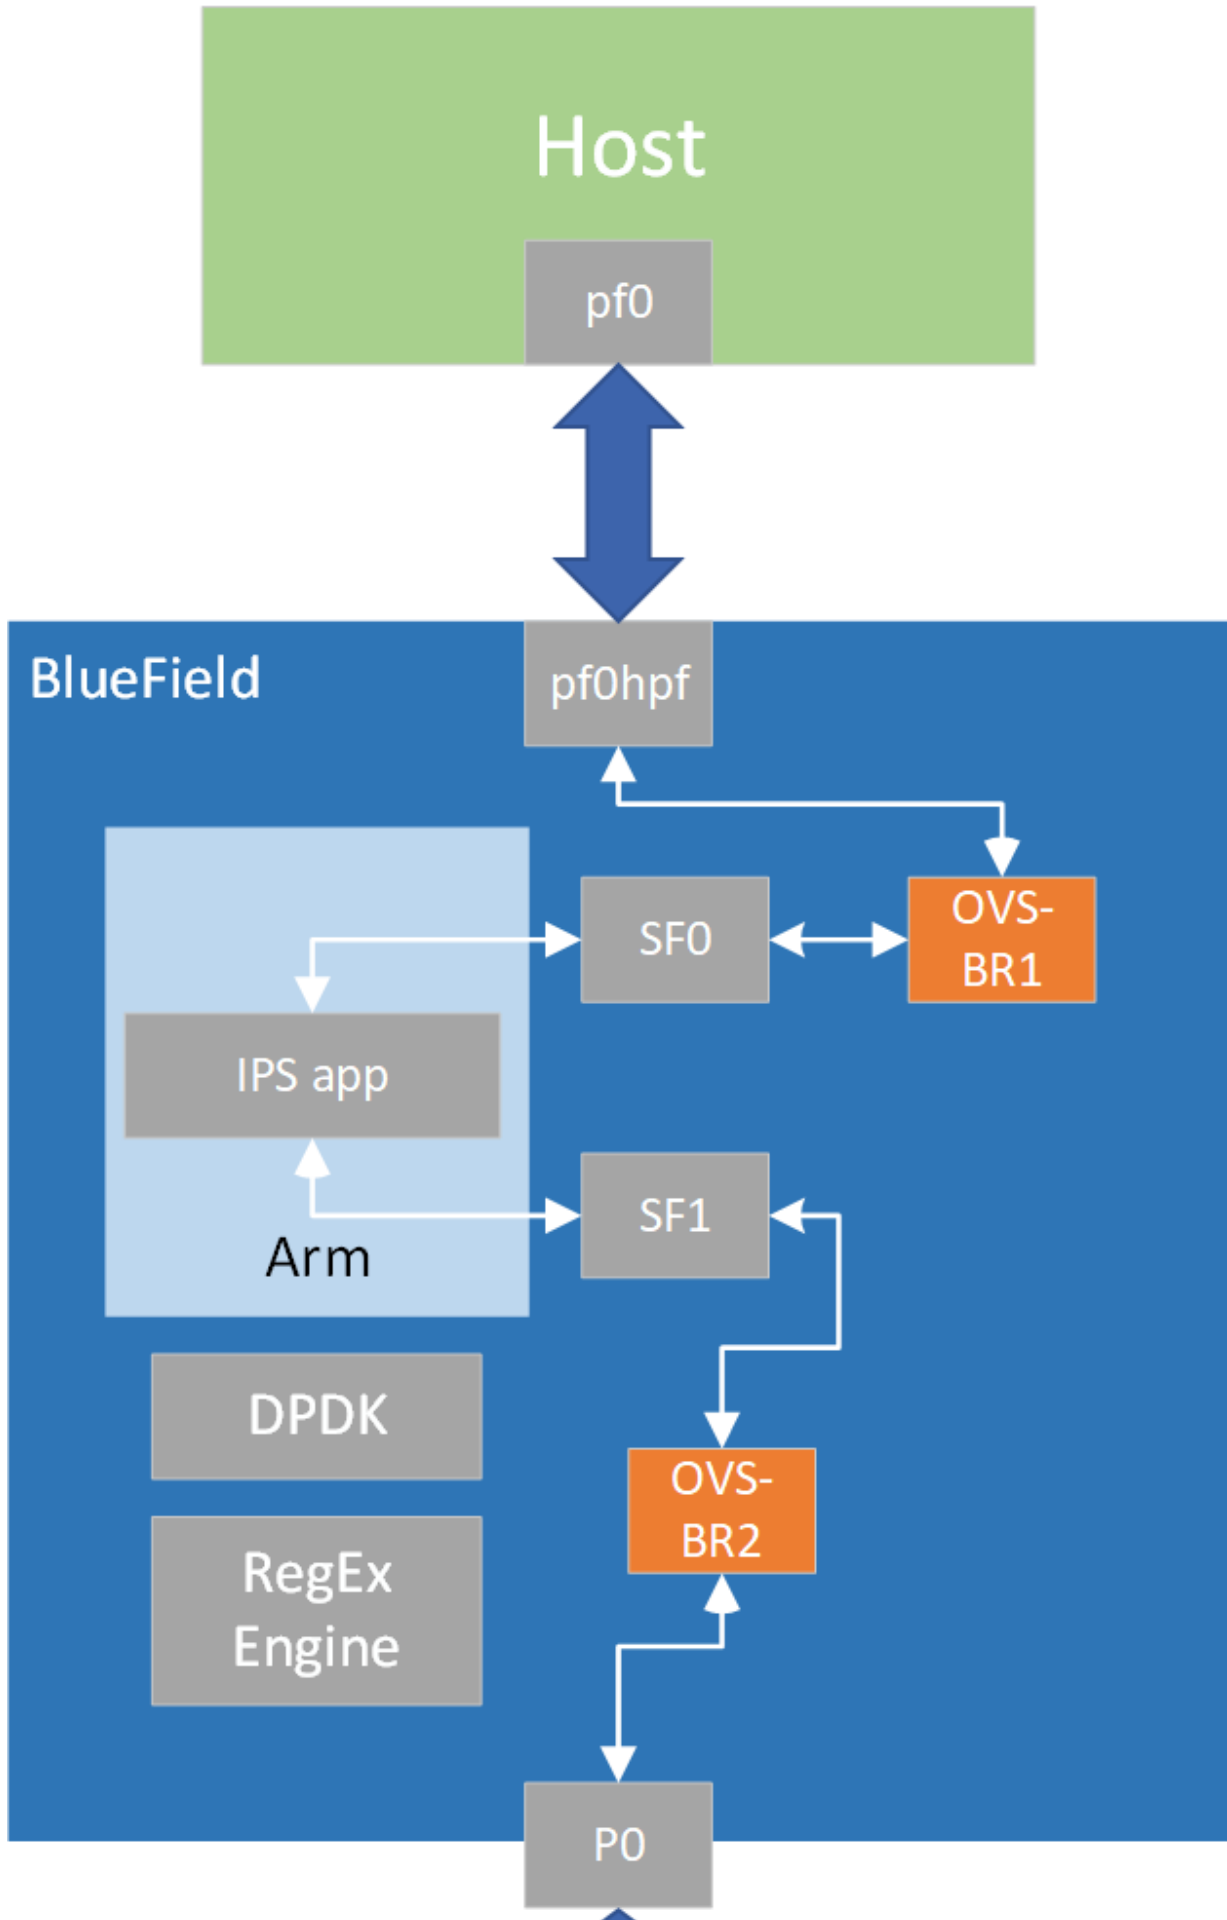 Host
pf0
BlueField
pf0hpf
SF0
OVS-
BR1
IPS app
SF1
Arm
DPDK
OVS-
BR2
RegEx
Engine
P0